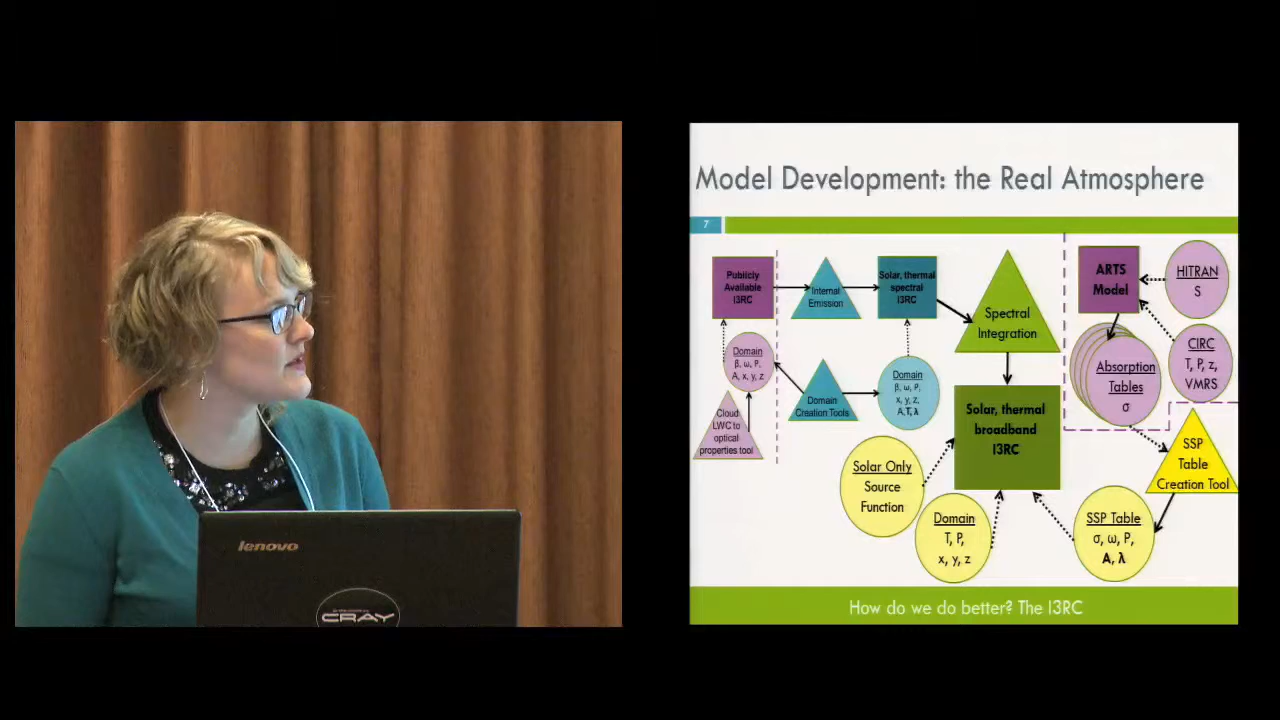 Model Development: the Real Atmosphere
7
Publicly
Available
I3RC
Internal
Emission
Solar, thermal
spectral
I3RC
Spectral
Integration
ARTS
Model
HITRAN
S
Domain
β, ω, P,
A, x, y, z
Cloud
LWC to
optical
properties tool
Domain
Creation Tools
Domain
β, ω, P,
x, y, z,
A, T, λ
Solar, thermal
broadband
I3RC
Absorption
Tables
σ
CIRC
T, P, z,
VMRS
SSP
Table
Creation Tool
Solar Only
Source
Function
Domain
T, P,
x, y, z
SSP Table
σ, ω, P,
A, λ
How do we do better? The I3RC
lenovo
CRAY